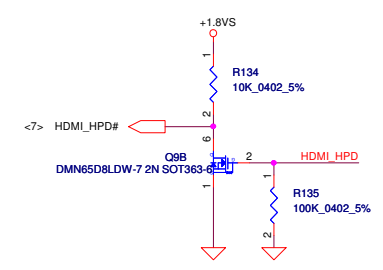 +1.8VS
1
R134
10K_0402_5%
2
<7> HDMI_HPD#
6
Q9B
2
HDMI_HPD
DMN65D8LDW-7 2N SOT363-6
1
1
R135
100K_0402_5%
2